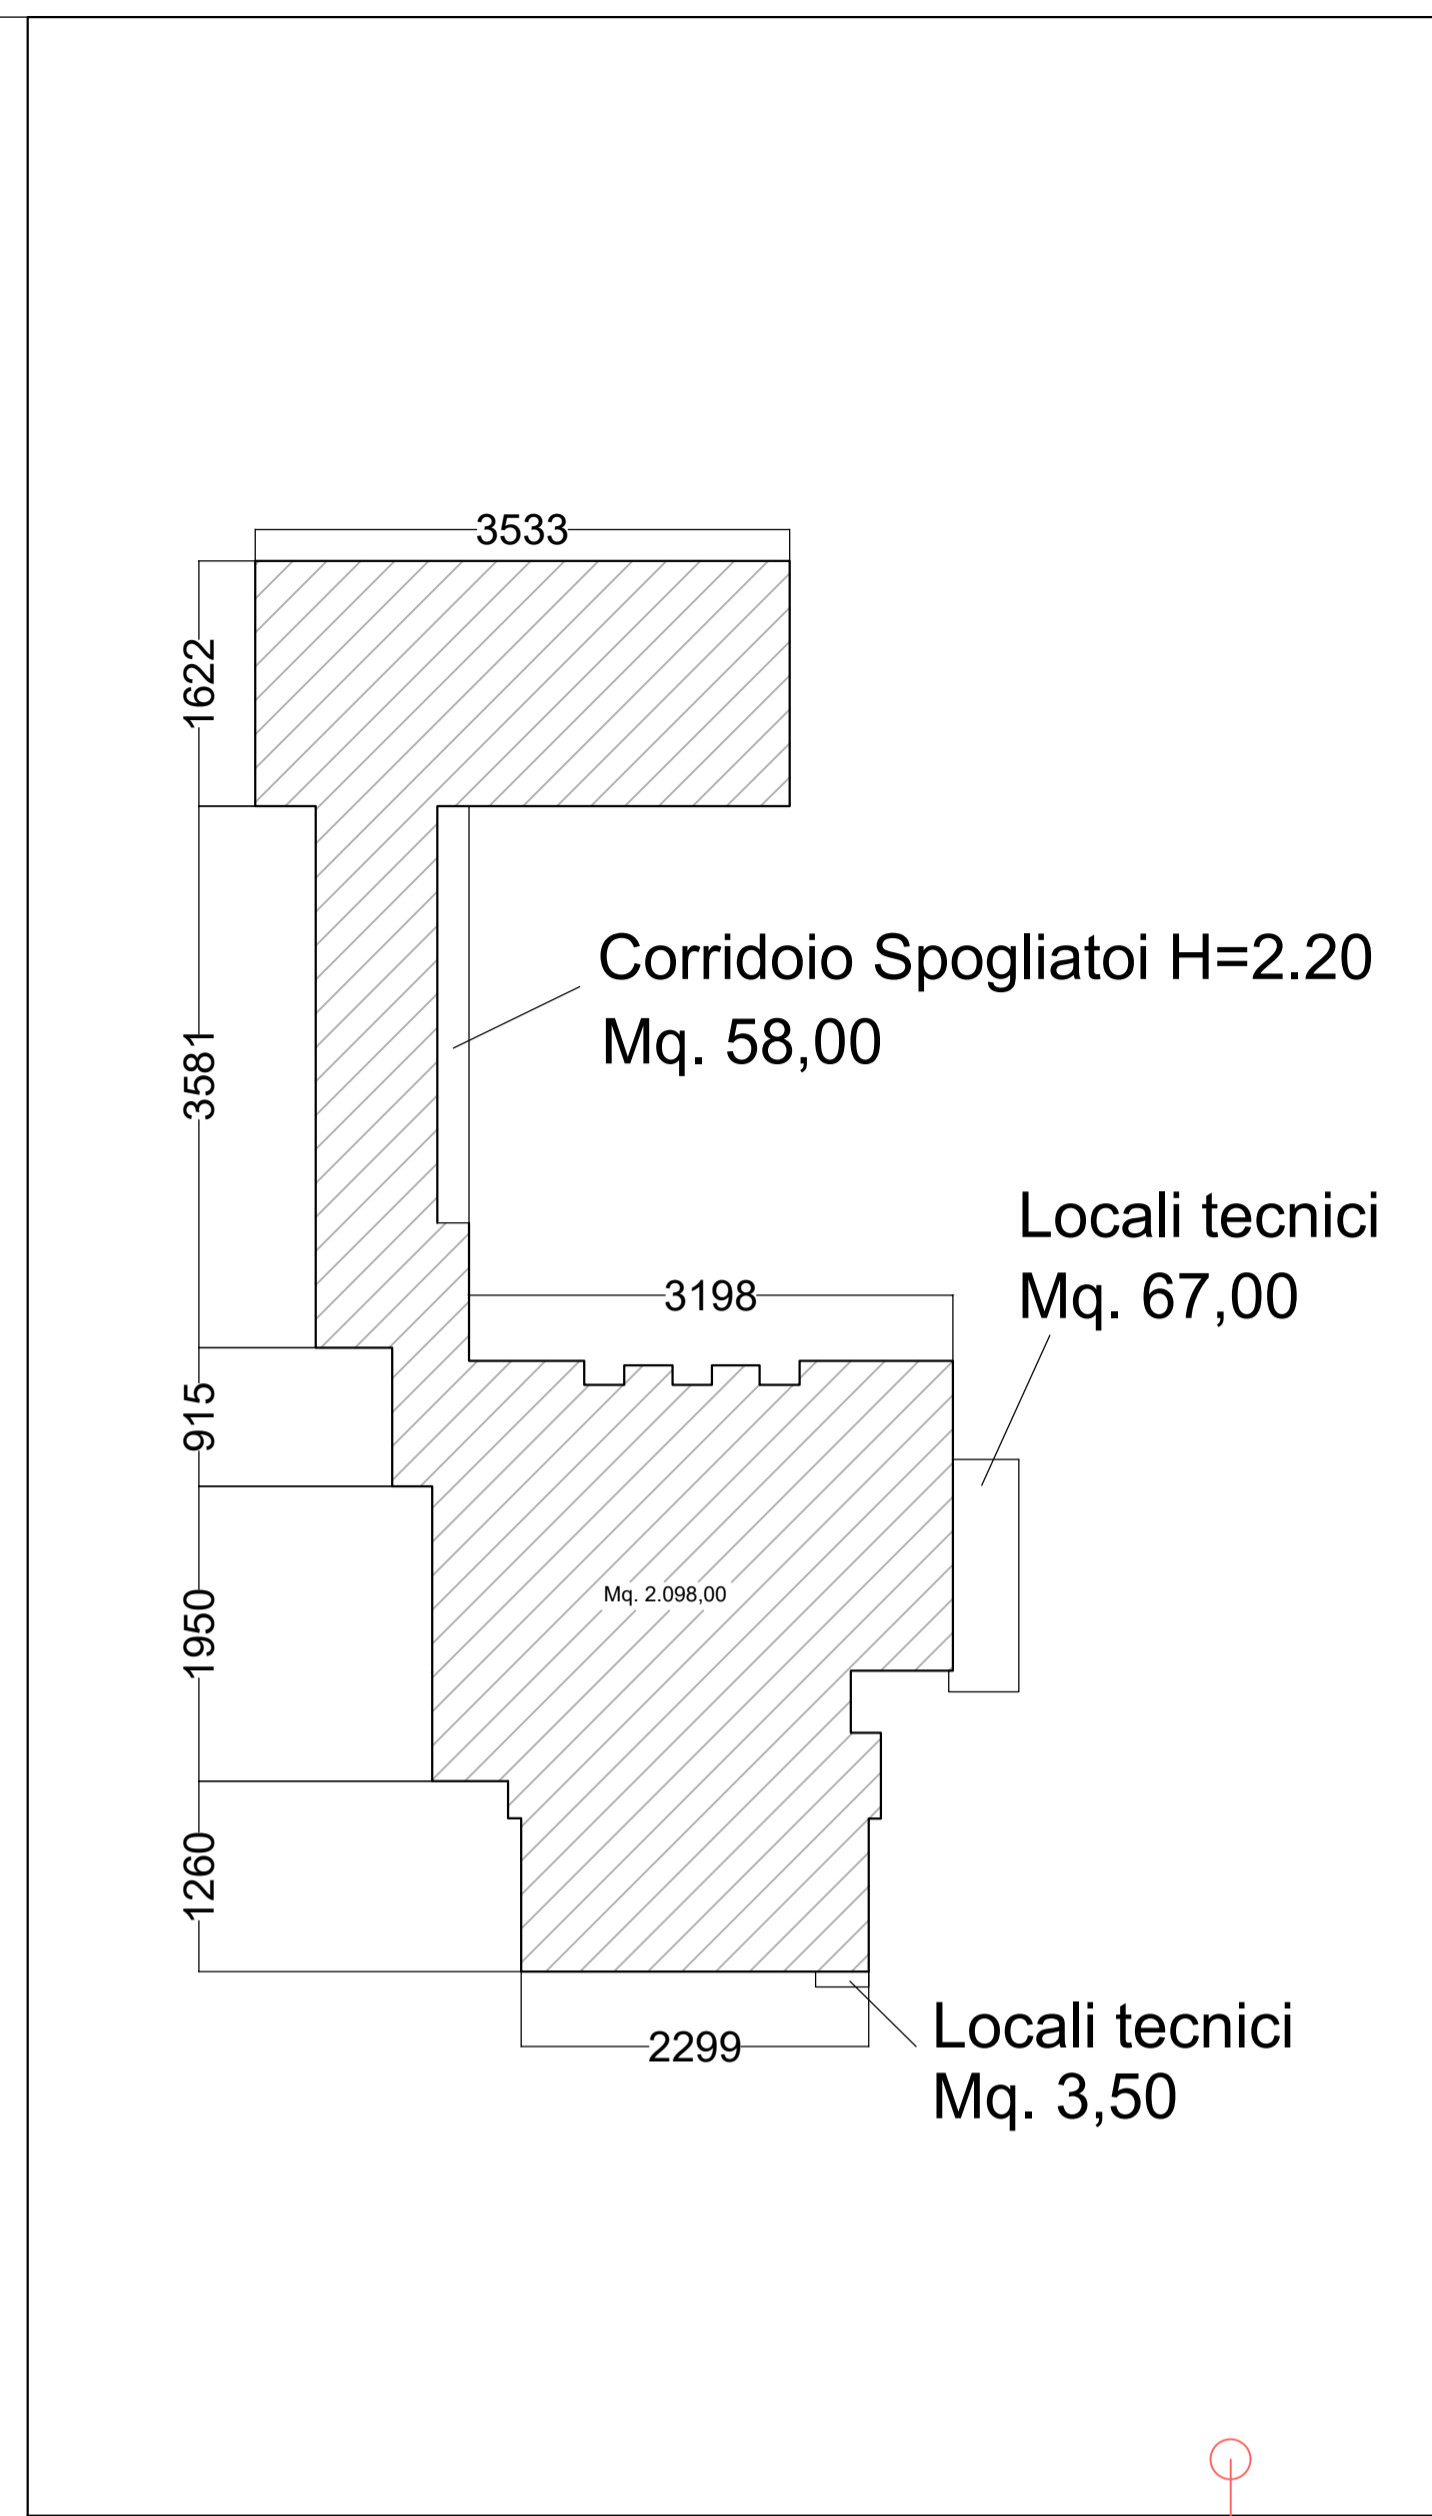 3533
1622
Corridoio Spogliatoi H=2.20
Mq. 58,00
3581
Locali tecnici
Mq. 67,00
3198
915
Mq. 2.098,00
1950
1260
Locali tecnici
Mq. 3,50
2299